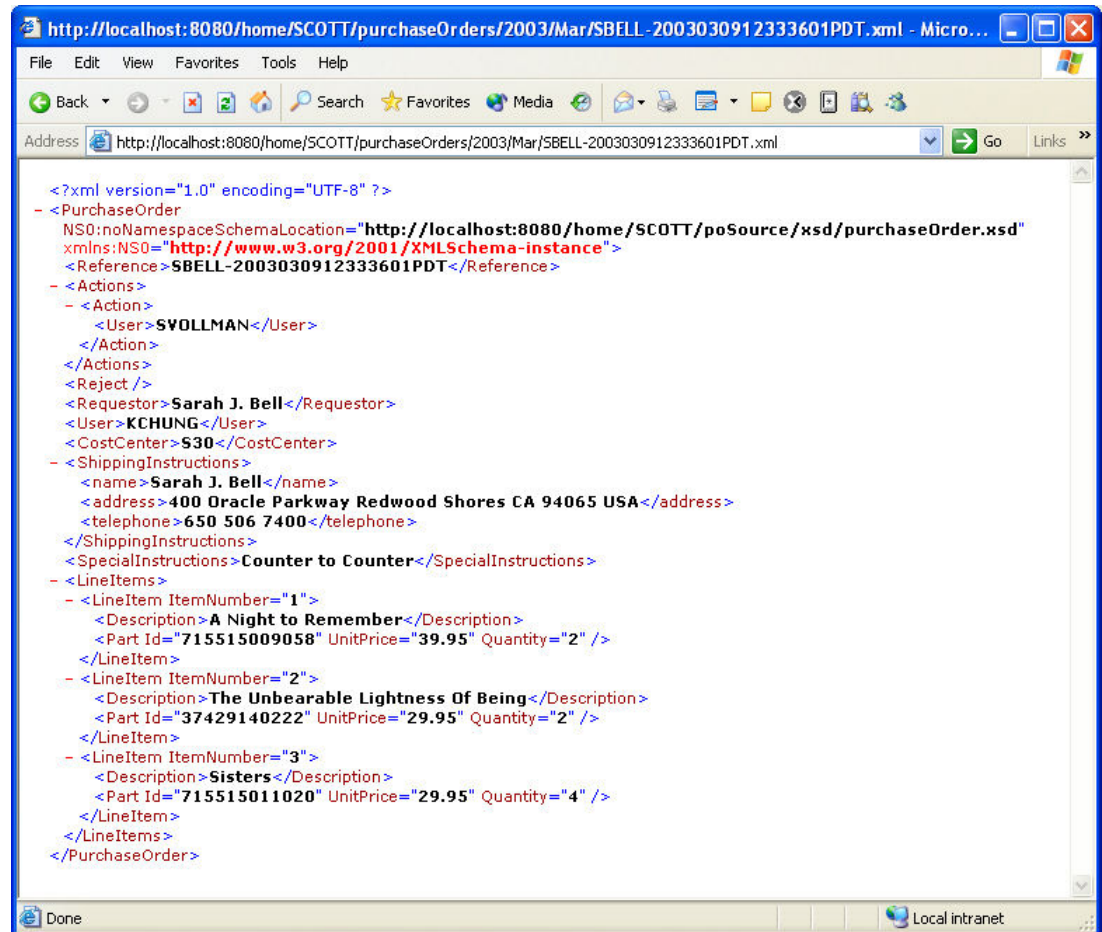 http://localhost:8080/home/SCOTT/purchaseOrders/2003/Mar/SBELL-2003030912333601PDT.xml - Micro...
File Edit View Favorites Tools Help
Back Search Favorites Media
Address http://localhost:8080/home/SCOTT/purchaseOrders/2003/Mar/SBELL-2003030912333601PDT.xml Go Links »
<?xml version="1.0" encoding="UTF-8" ?>
- <PurchaseOrder
NS0:noNamespaceSchemaLocation="http://localhost:8080/home/SCOTT/poSource/xsd/purchaseOrder.xsd"
xmlns:NS0="http://www.w3.org/2001/XMLSchema-instance">
<Reference>SBELL-2003030912333601PDT</Reference>
- <Actions>
- <Action>
<User>SVOLLMAN</User>
</Action>
</Actions>
<Reject />
<Requestor>Sarah J. Bell</Requestor>
<User>KCHUNG</User>
<CostCenter>S30</CostCenter>
- <ShippingInstructions>
<name>Sarah J. Bell</name>
<address>400 Oracle Parkway Redwood Shores CA 94065 USA</address>
<telephone>650 506 7400</telephone>
</ShippingInstructions>
<SpecialInstructions>Counter to Counter</SpecialInstructions>
- <LineItems>
- <LineItem ItemNumber="1">
<Description>A Night to Remember</Description>
<Part Id="715515009058" UnitPrice="39.95" Quantity="2" />
</LineItem>
- <LineItem ItemNumber="2">
<Description>The Unbearable Lightness Of Being</Description>
<Part Id="37429140222" UnitPrice="29.95" Quantity="2" />
</LineItem>
- <LineItem ItemNumber="3">
<Description>Sisters</Description>
<Part Id="715515011020" UnitPrice="29.95" Quantity="4" />
</LineItem>
</LineItems>
</PurchaseOrder>
Done Local intranet